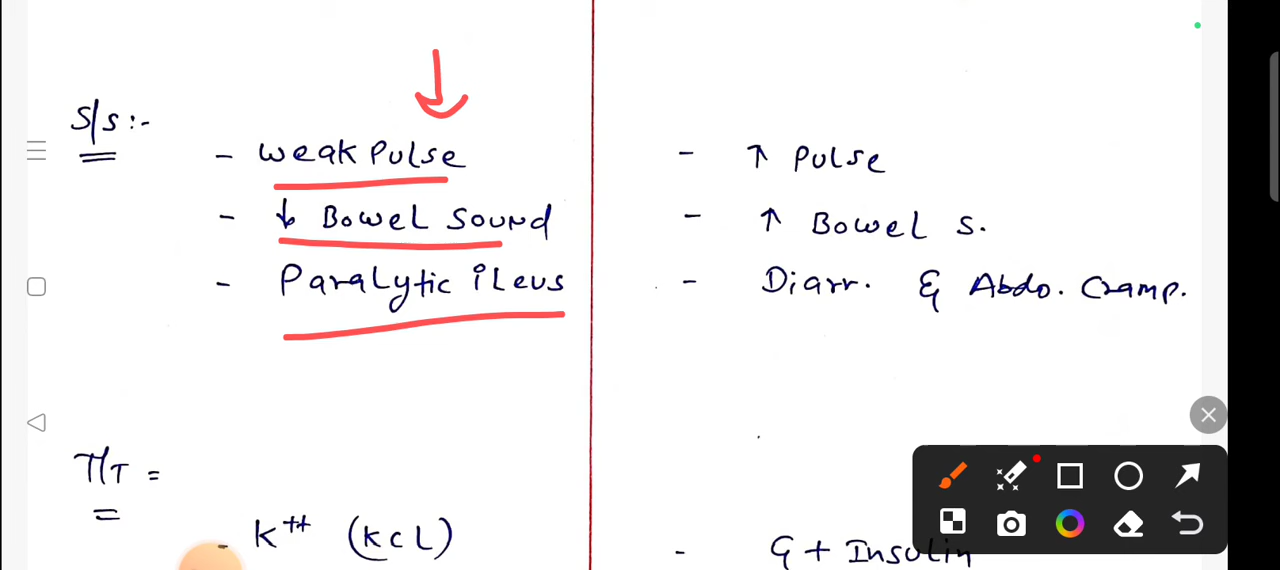 S/S :-
- Weak Pulse
- ↓ Bowel Sound
- Paralytic ileus
- ↑ Pulse
- ↑ Bowel S.
- Diarr. & Abdo. Cramp.
T/T =
- K++ (KCL)
- G + Insulin